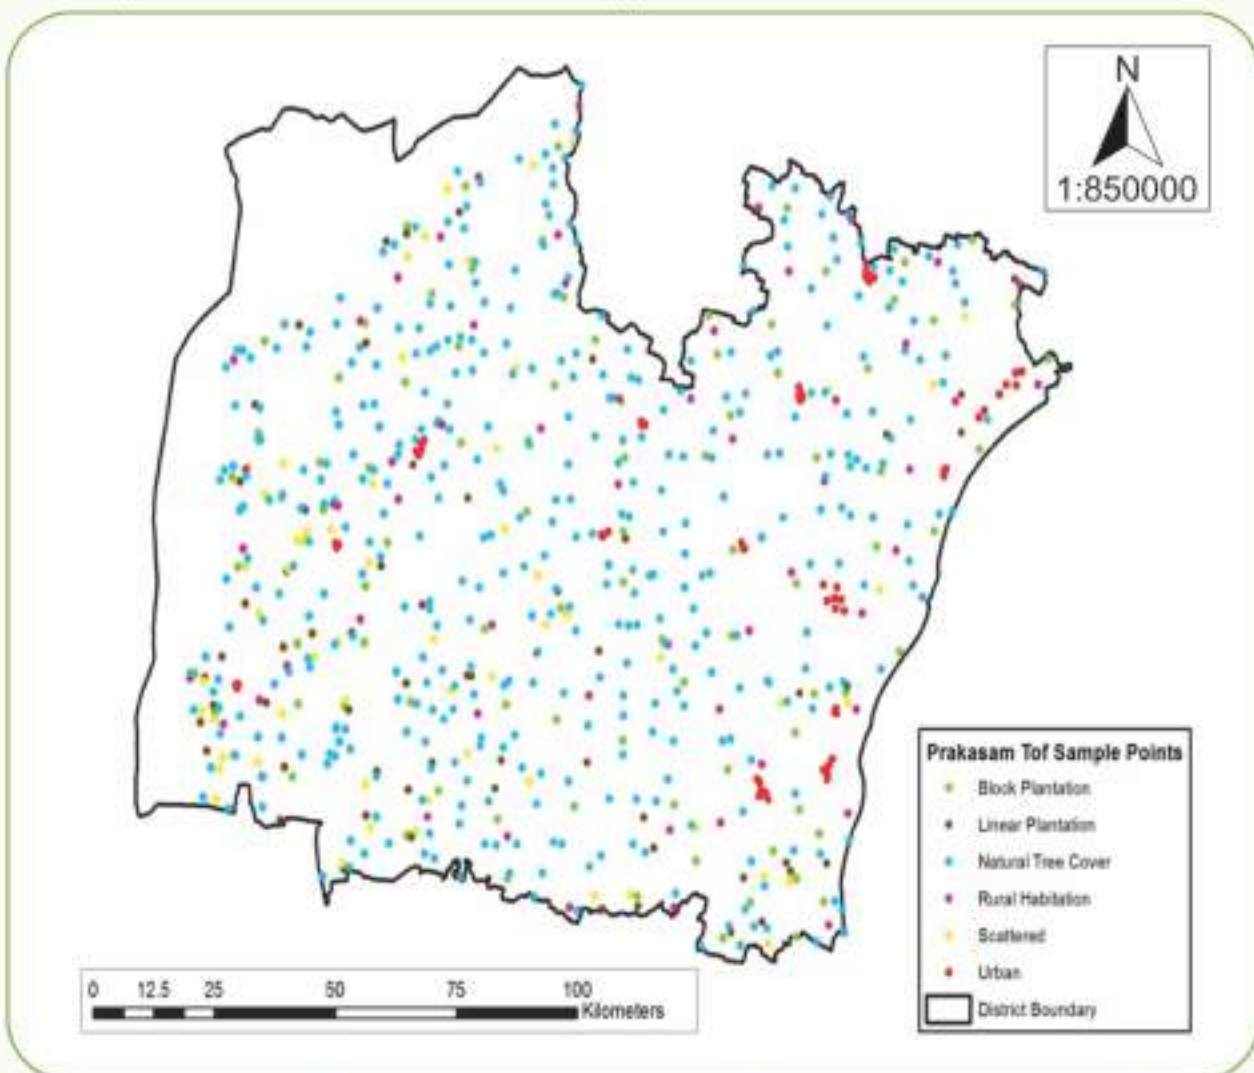 N
1:850000
Prakasam Tof Sample Points
Block Plantation
Linear Plantation
Natural Tree Cover
Rural Habitation
Scattered
Urban
District Boundary
0 12.5 25 50 75 100
Kilometers